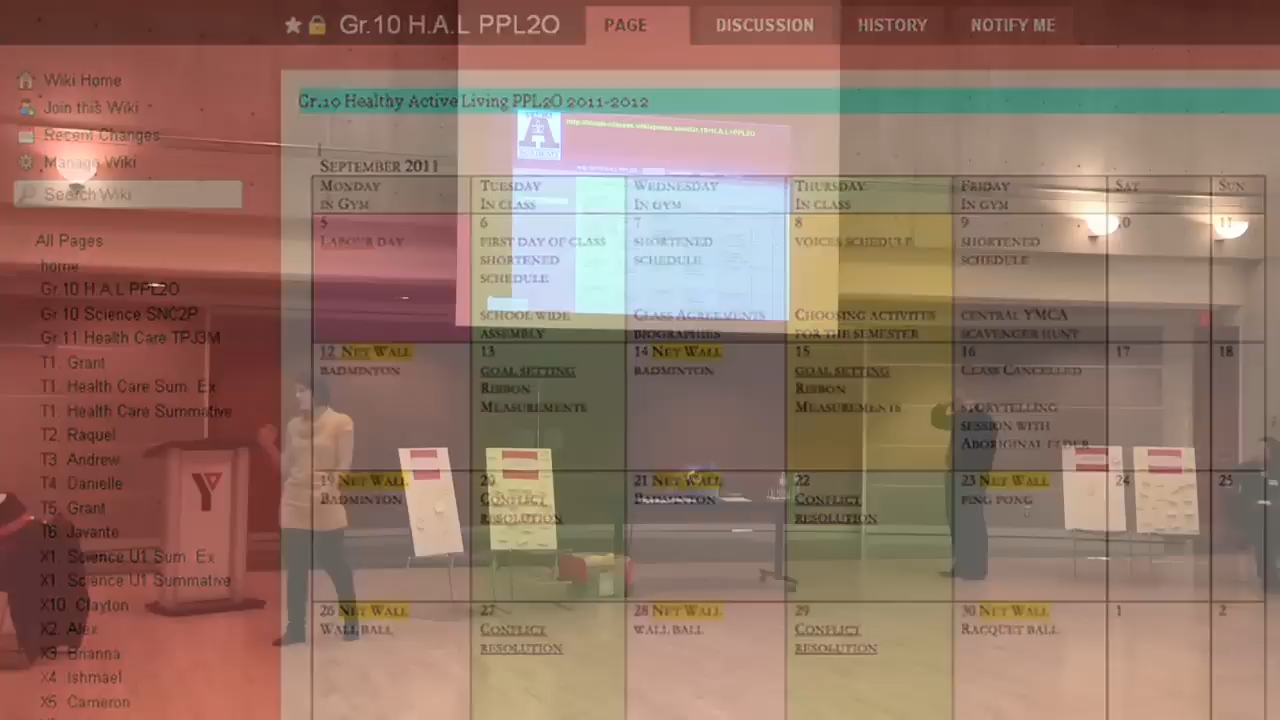 Gr.10 H.A.L PPL2O
PAGE
DISCUSSION
HISTORY
NOTIFY ME
Wiki Home
Join this Wiki
Recent Changes
Manage Wiki
Search Wiki
All Pages
home
Gr.10 H.A.L PPL2O
Gr 10 Science SNC2P
Gr.11 Health Care TPJ3M
T1. Grant
T1. Health Care Sum. Ex
T1. Health Care Summative
T2. Raquel
T3. Andrew
T4. Danielle
T5. Grant
T6. Javante
X1. Science U1 Sum. Ex
X1. Science U1 Summative
X10. Clayton
X2. Alex
X3. Brianna
X4. Ishmael
X5. Cameron
Gr.10 Healthy Active Living PPL2O 2011-2012
SEPTEMBER 2011
MONDAY
IN GYM
TUESDAY
IN CLASS
WEDNESDAY
IN GYM
THURSDAY
IN CLASS
FRIDAY
IN GYM
SAT
SUN
5
LABOUR DAY
6
FIRST DAY OF CLASS
SHORTENED
SCHEDULE
SCHOOL WIDE
ASSEMBLY
7
SHORTENED
SCHEDULE
CLASS AGREEMENTS
BIOGRAPHIES
8
VOICES SCHEDULE
CHOOSING ACTIVITES
FOR THE SEMESTER
9
SHORTENED
SCHEDULE
CENTRAL YMCA
SCAVENGER HUNT
10
11
12 NET WALL
BADMINTON
13
GOAL SETTING
RIBBON
MEASUREMENTS
14 NET WALL
BADMINTON
15
GOAL SETTING
RIBBON
MEASUREMENTS
16
CLASS CANCELLED
STORYTELLING
SESSION WITH
ABORIGINAL ELDER
17
18
19 NET WALL
BADMINTON
20
CONFLICT
RESOLUTION
21 NET WALL
BADMINTON
22
CONFLICT
RESOLUTION
23 NET WALL
PING PONG
24
25
26 NET WALL
WALL BALL
27
CONFLICT
RESOLUTION
28 NET WALL
WALL BALL
29
CONFLICT
RESOLUTION
30 NET WALL
RACQUET BALL
1
2